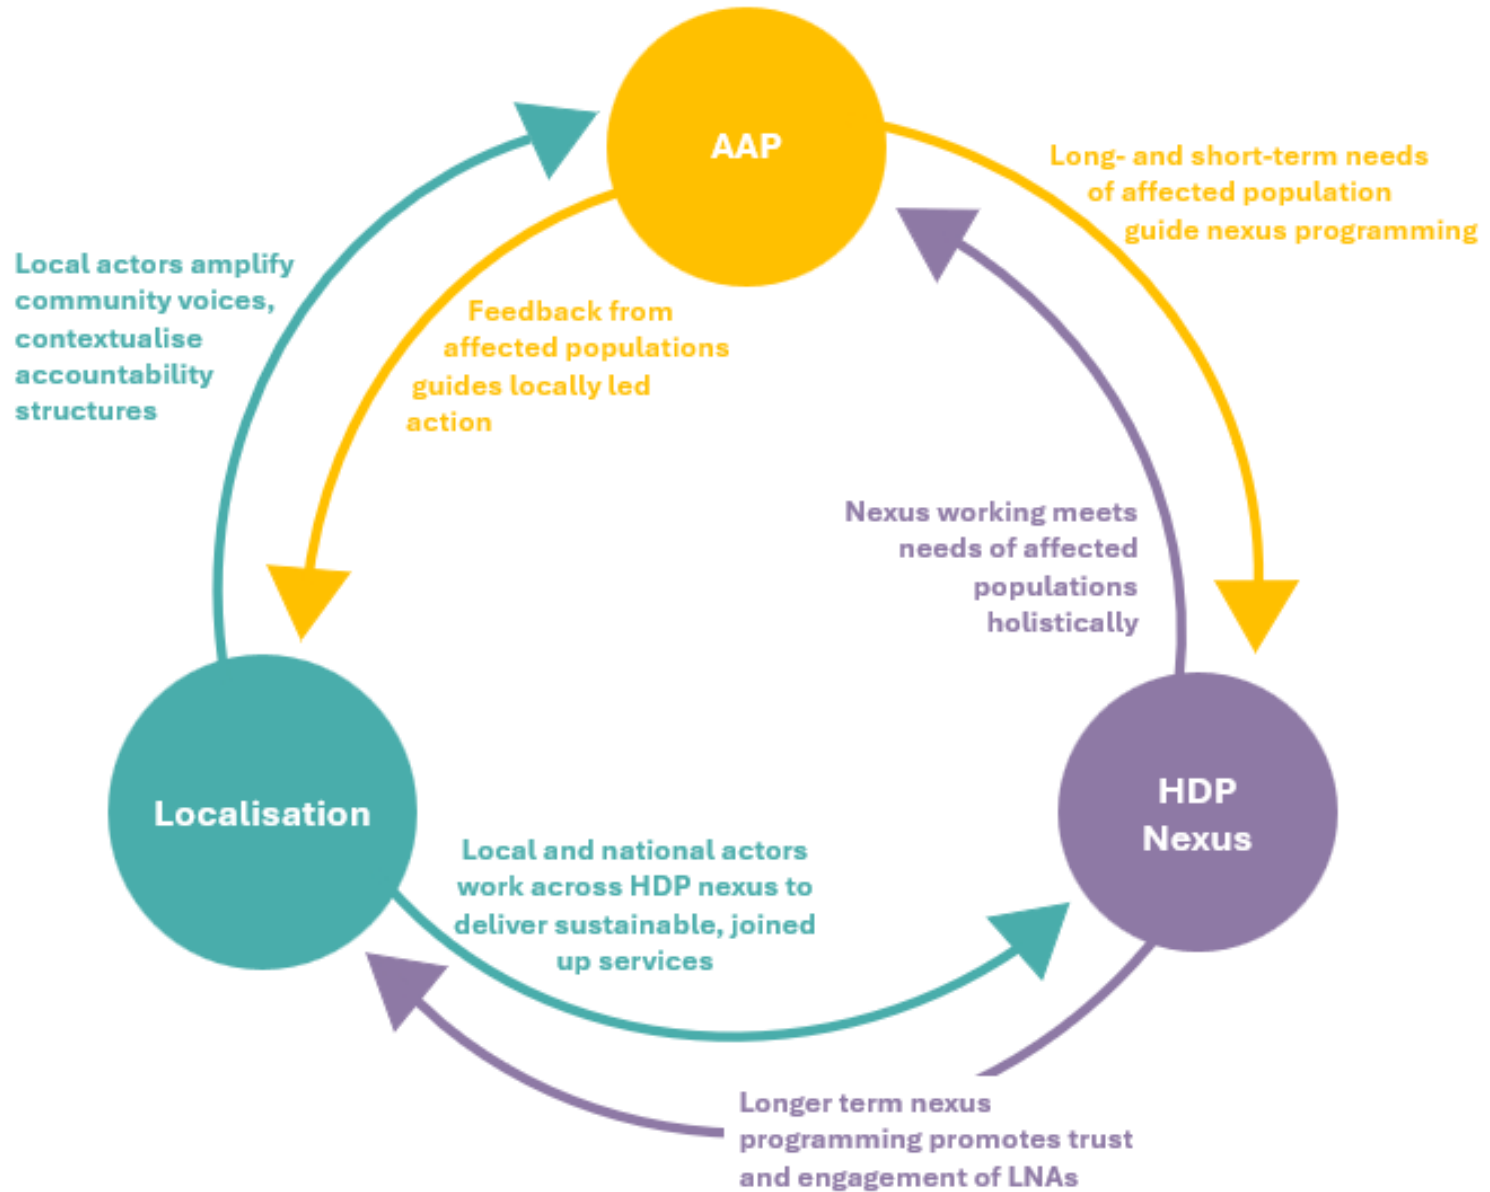 AAP
Long- and short-term needs
of affected population
guide nexus programming
Local actors amplify
community voices,
contextualise
accountability
structures
Feedback from
affected populations
guides locally led
action
Nexus working meets
needs of affected
populations
holistically
Localisation
HDP
Nexus
Local and national actors
work across HDP nexus to
deliver sustainable, joined
up services
Longer term nexus
programming promotes trust
and engagement of LNAs